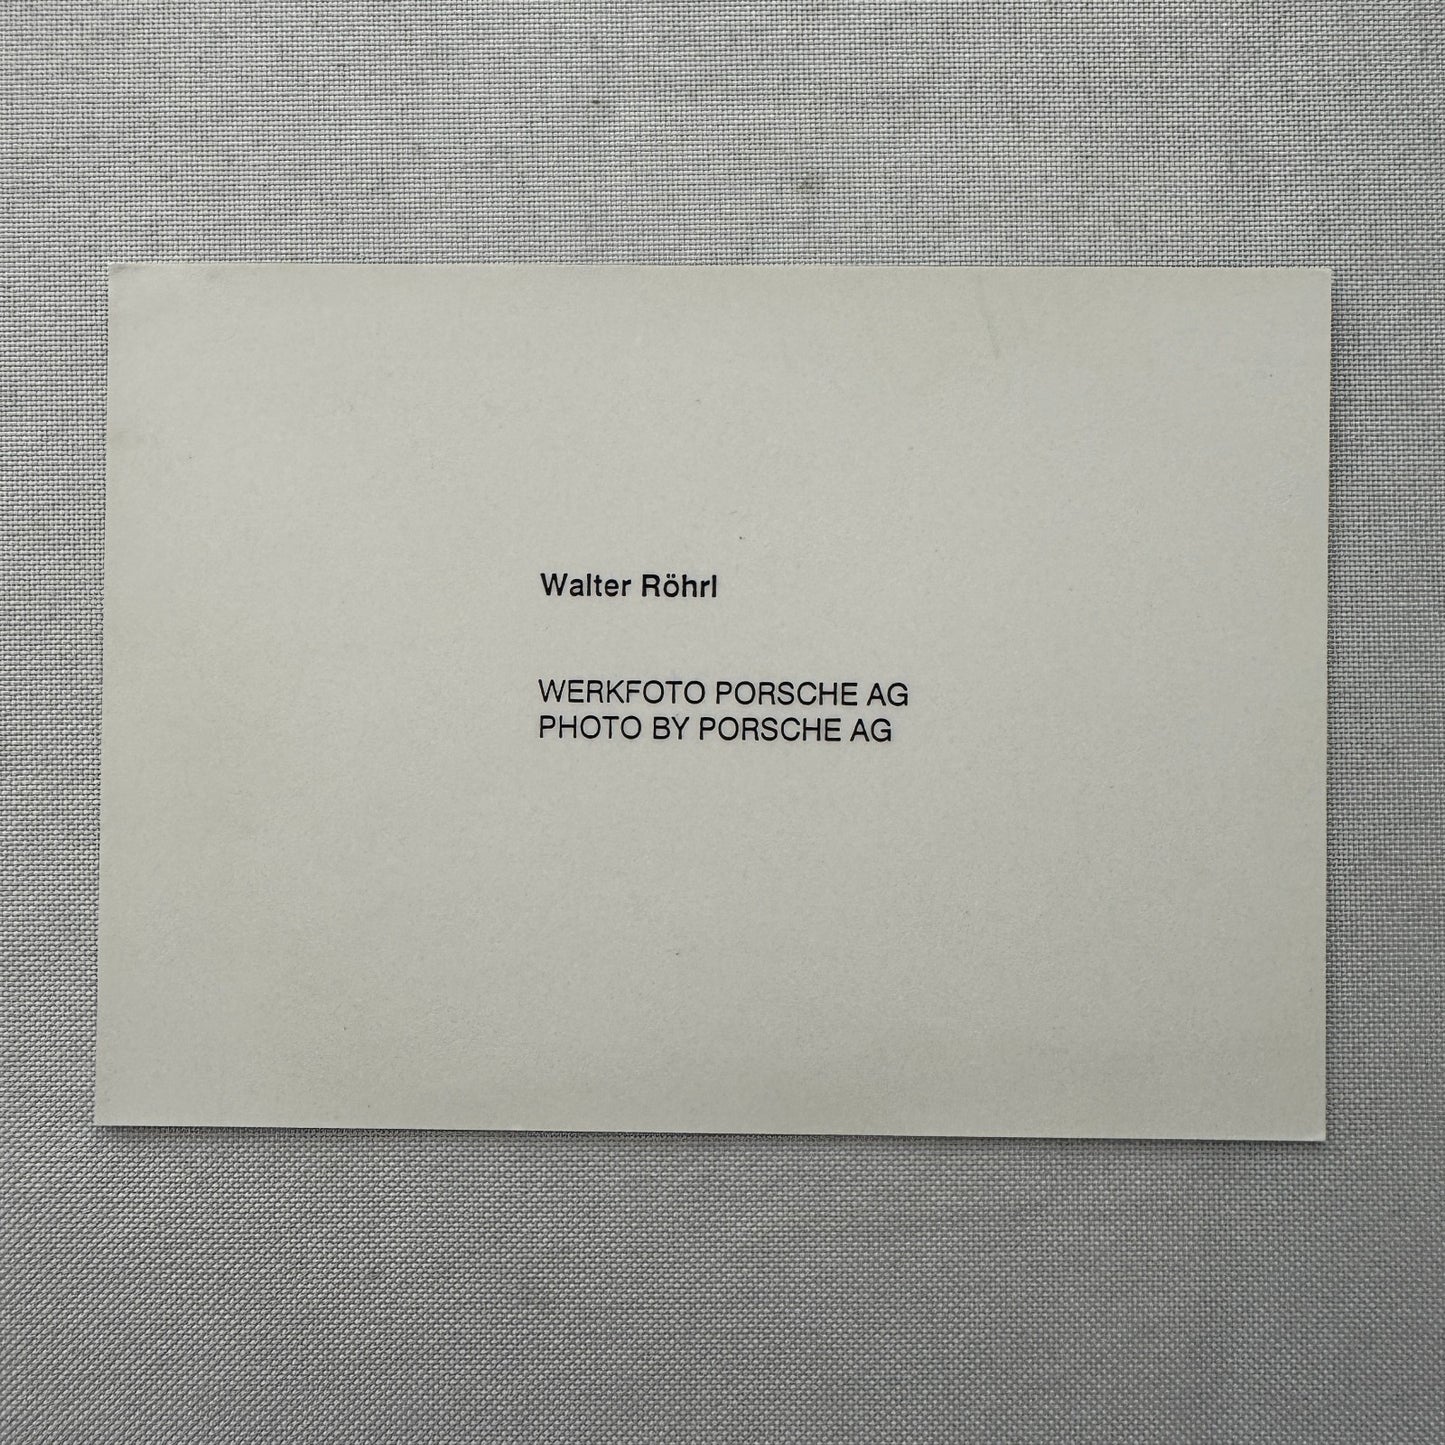 Walter Röhrl
WERKFOTO PORSCHE AG
PHOTO BY PORSCHE AG